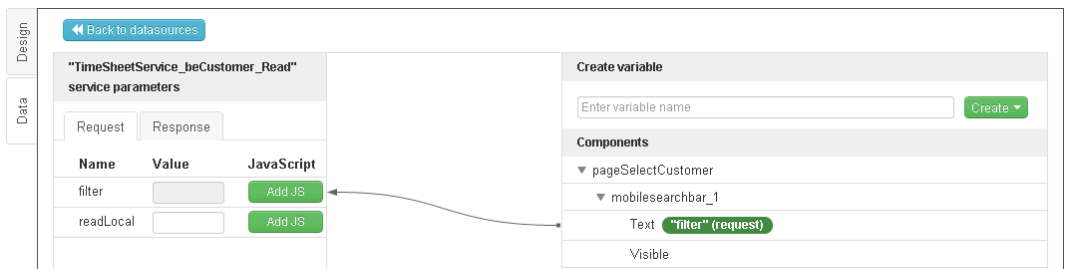 Design
Data
Back to datasources
"TimeSheetService_beCustomer_Read"
service parameters
Request Response
Name Value JavaScript
filter Add JS
readLocal Add JS
Create variable
Enter variable name Create
Components
pageSelectCustomer
mobilesearchbar_1
Text "filter" (request)
Visible